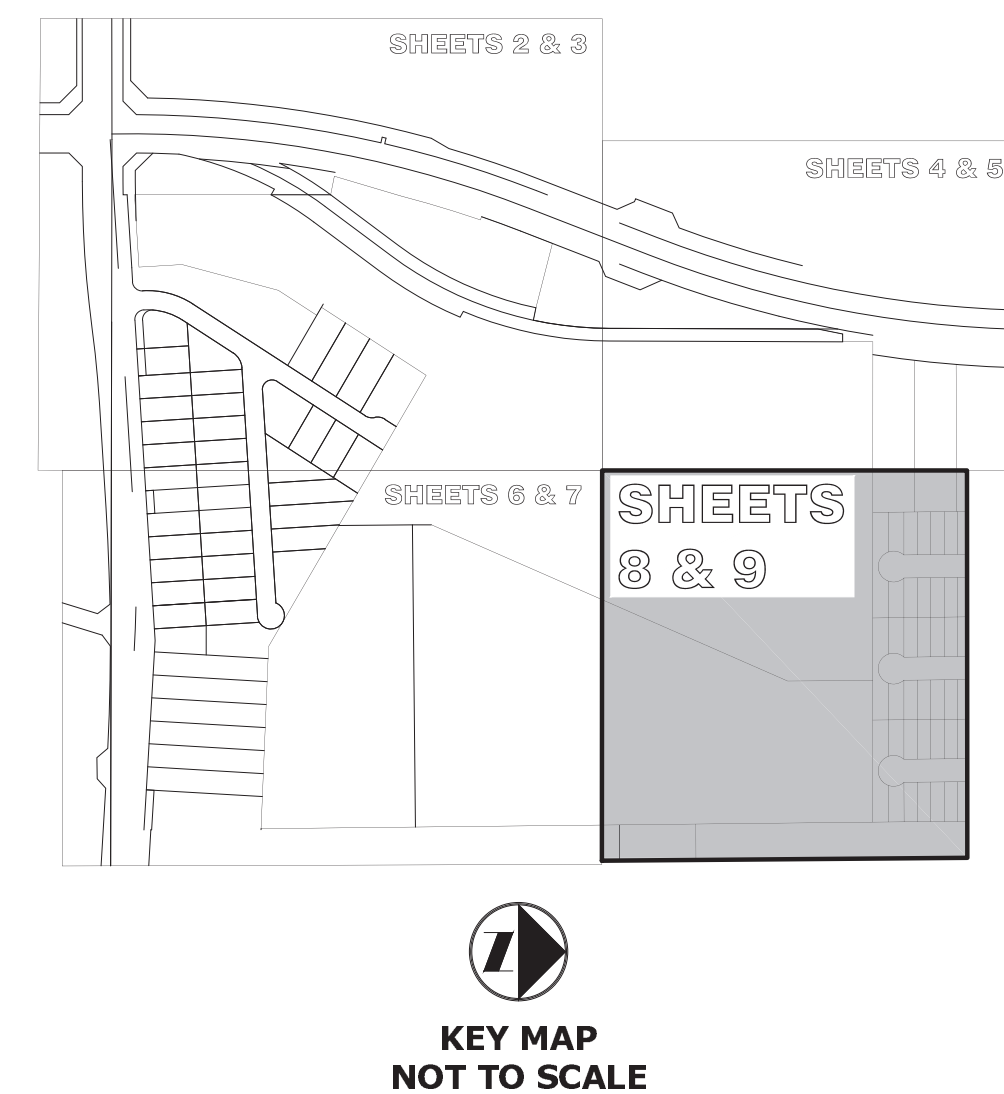 SHEETS 2 & 3
SHEETS 4 & 5
SHEETS 6 & 7
SHEETS
8 & 9
N
KEY MAP
NOT TO SCALE